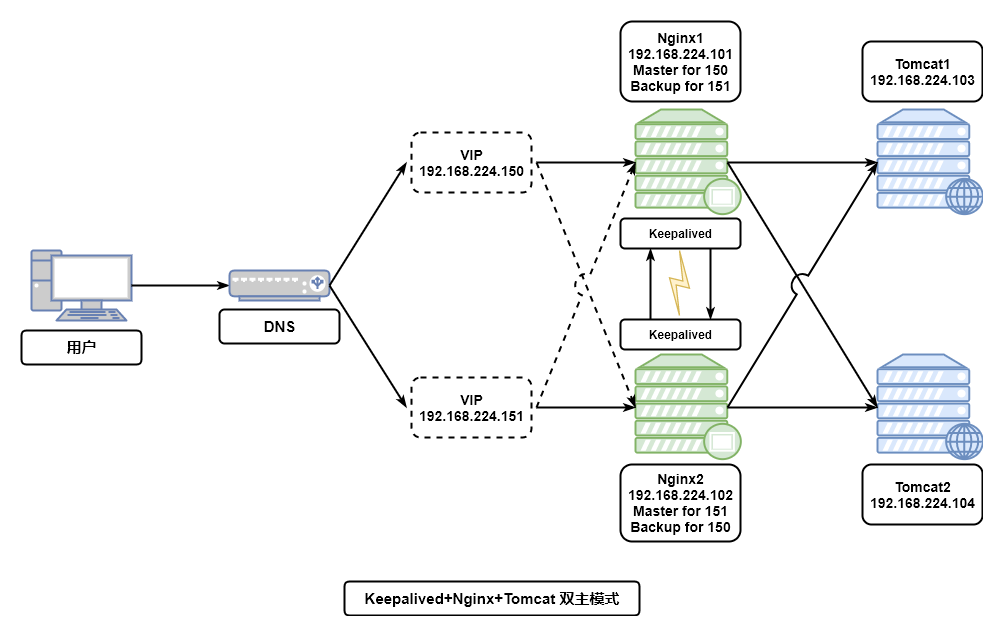 Nginx1
192.168.224.101
Master for 150
Backup for 151
Tomcat1
192.168.224.103
VIP
192.168.224.150
Keepalived
用户
DNS
Keepalived
VIP
192.168.224.151
Nginx2
192.168.224.102
Master for 151
Backup for 150
Tomcat2
192.168.224.104
Keepalived+Nginx+Tomcat 双主模式